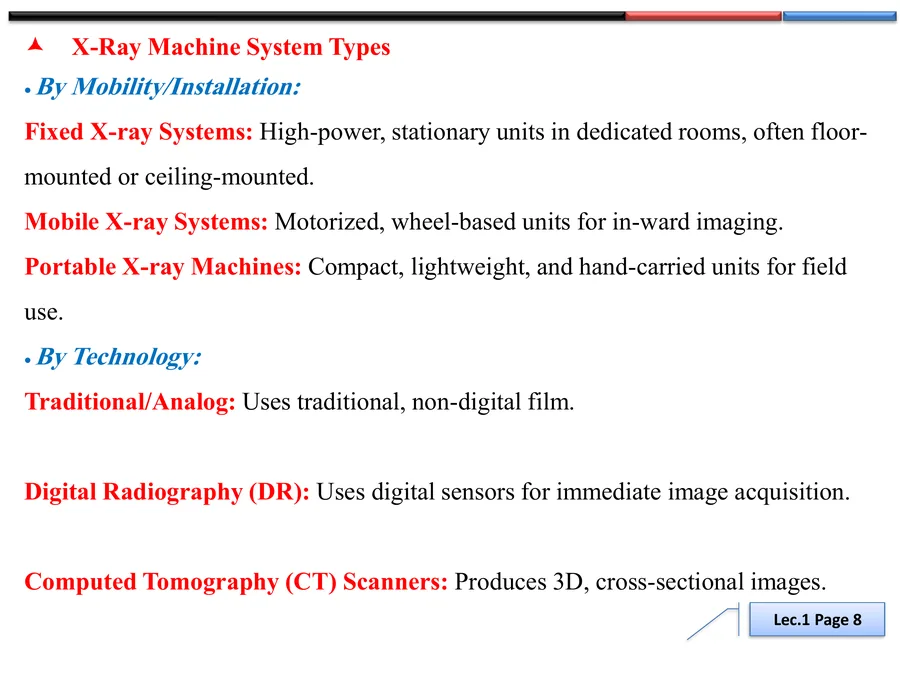 X-Ray Machine System Types
• By Mobility/Installation:
Fixed X-ray Systems: High-power, stationary units in dedicated rooms, often floor-
mounted or ceiling-mounted.
Mobile X-ray Systems: Motorized, wheel-based units for in-ward imaging.
Portable X-ray Machines: Compact, lightweight, and hand-carried units for field
use.
• By Technology:
Traditional/Analog: Uses traditional, non-digital film.
Digital Radiography (DR): Uses digital sensors for immediate image acquisition.
Computed Tomography (CT) Scanners: Produces 3D, cross-sectional images.
Lec.1 Page 8